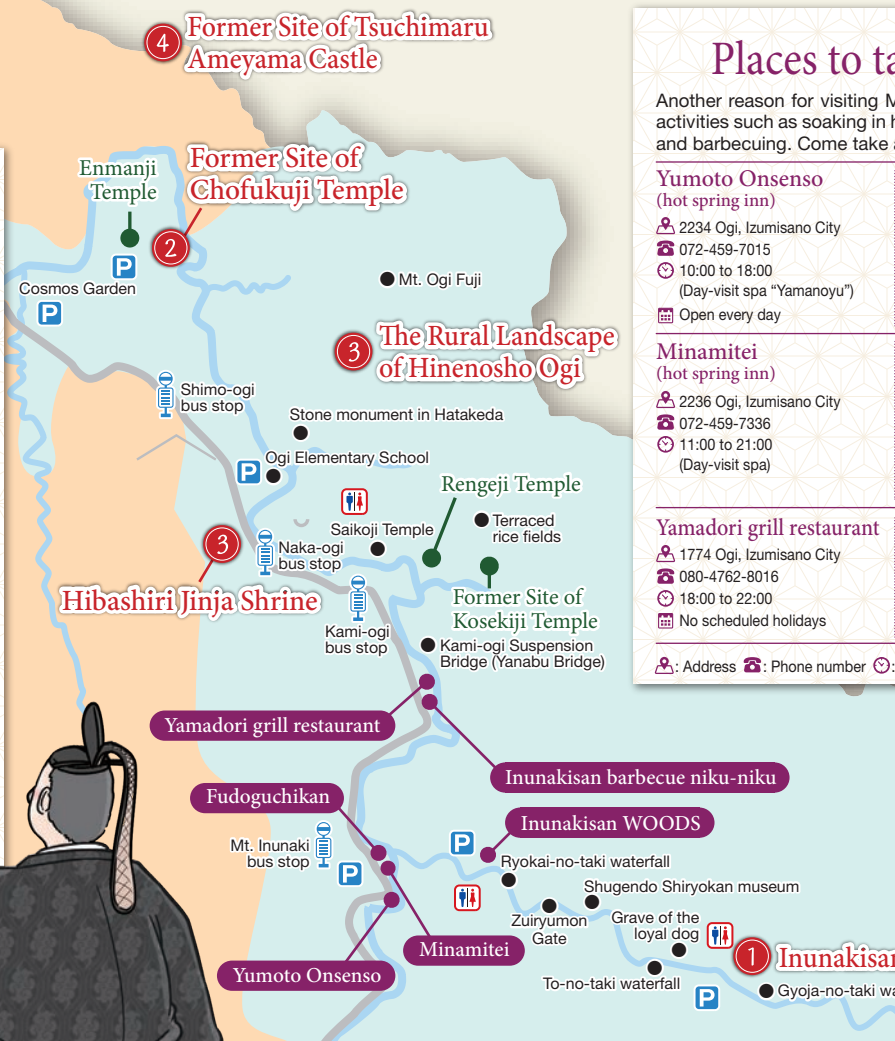 4
Former Site of Tsuchimaru
Ameyama Castle
Enmanji
Temple
Former Site of
Chofukuji Temple
2
P
Cosmos Garden
P
Mt. Ogi Fuji
3
The Rural Landscape
of Hinenosho Ogi
Shimo-ogi
bus stop
Stone monument in Hatakeda
P
Ogi Elementary School
Rengeji Temple
3
Naka-ogi
bus stop
Saikoji Temple
Terraced
rice fields
Hibashiri Jinja Shrine
Kami-ogi
bus stop
Former Site of
Kosekiji Temple
Kami-ogi Suspension
Bridge (Yanabu Bridge)
Yamadori grill restaurant
Inunakisan barbecue niku-niku
Fudoguchikan
Inunakisan WOODS
Mt. Inunaki
bus stop
P
P
Ryokai-no-taki waterfall
Shugendo Shiryokan museum
Zuiryumon
Gate
Grave of the
loyal dog
Minamitei
Yumoto Onsenso
To-no-taki waterfall
1
Inunakisan
P
Gyoja-no-taki wa
Places to ta
Another reason for visiting M
activities such as soaking in h
and barbecuing. Come take a
Yumoto Onsenso
(hot spring inn)
2234 Ogi, Izumisano City
072-459-7015
10:00 to 18:00
(Day-visit spa “Yamanoyu”)
Open every day
Minamitei
(hot spring inn)
2236 Ogi, Izumisano City
072-459-7336
11:00 to 21:00
(Day-visit spa)
Yamadori grill restaurant
1774 Ogi, Izumisano City
080-4762-8016
18:00 to 22:00
No scheduled holidays
: Address : Phone number :